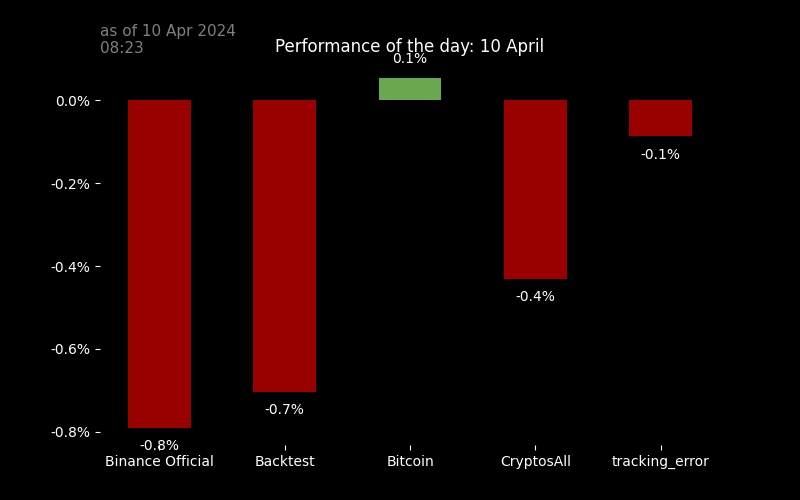 as of 10 Apr 2024
08:23
Performance of the day: 10 April
0.1%
0.0%
-0.2%
-0.4%
-0.6%
-0.8%
-0.8%
-0.7%
-0.4%
-0.1%
Binance Official
Backtest
Bitcoin
CryptosAll
tracking_error